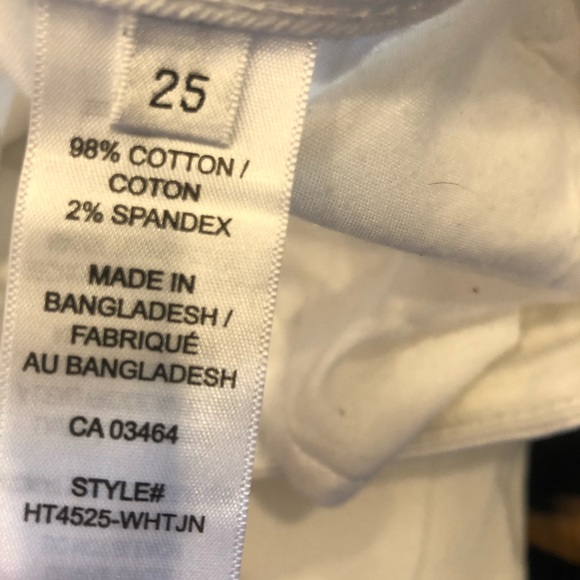 25
98% COTTON /
COTON
2% SPANDEX
MADE IN
BANGLADESH /
FABRIQUÉ
AU BANGLADESH
CA 03464
STYLE#
HT4525-WHTJN